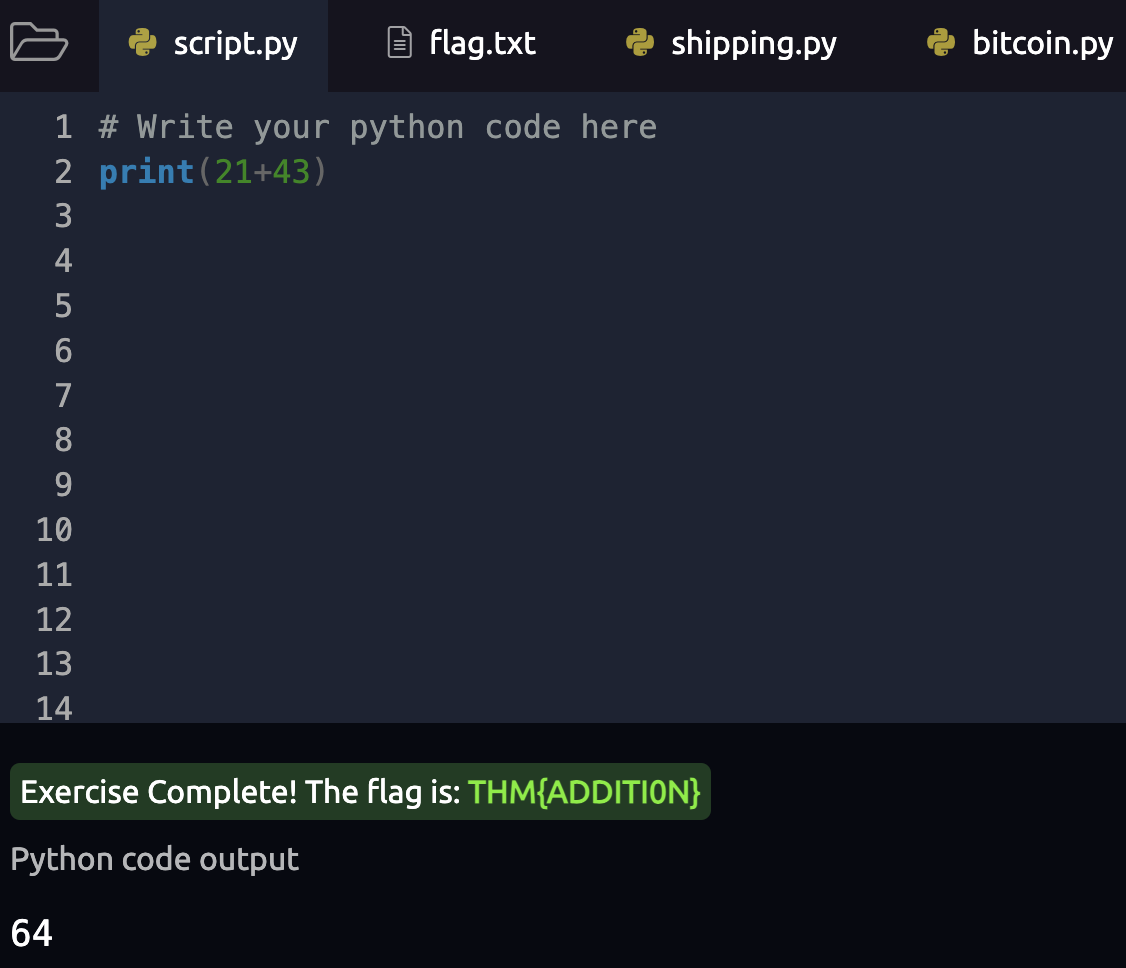 script.py flag.txt shipping.py bitcoin.py
1 # Write your python code here
2 print(21+43)
3
4
5
6
7
8
9
10
11
12
13
14
Exercise Complete! The flag is: THM{ADDITI0N}
Python code output
64